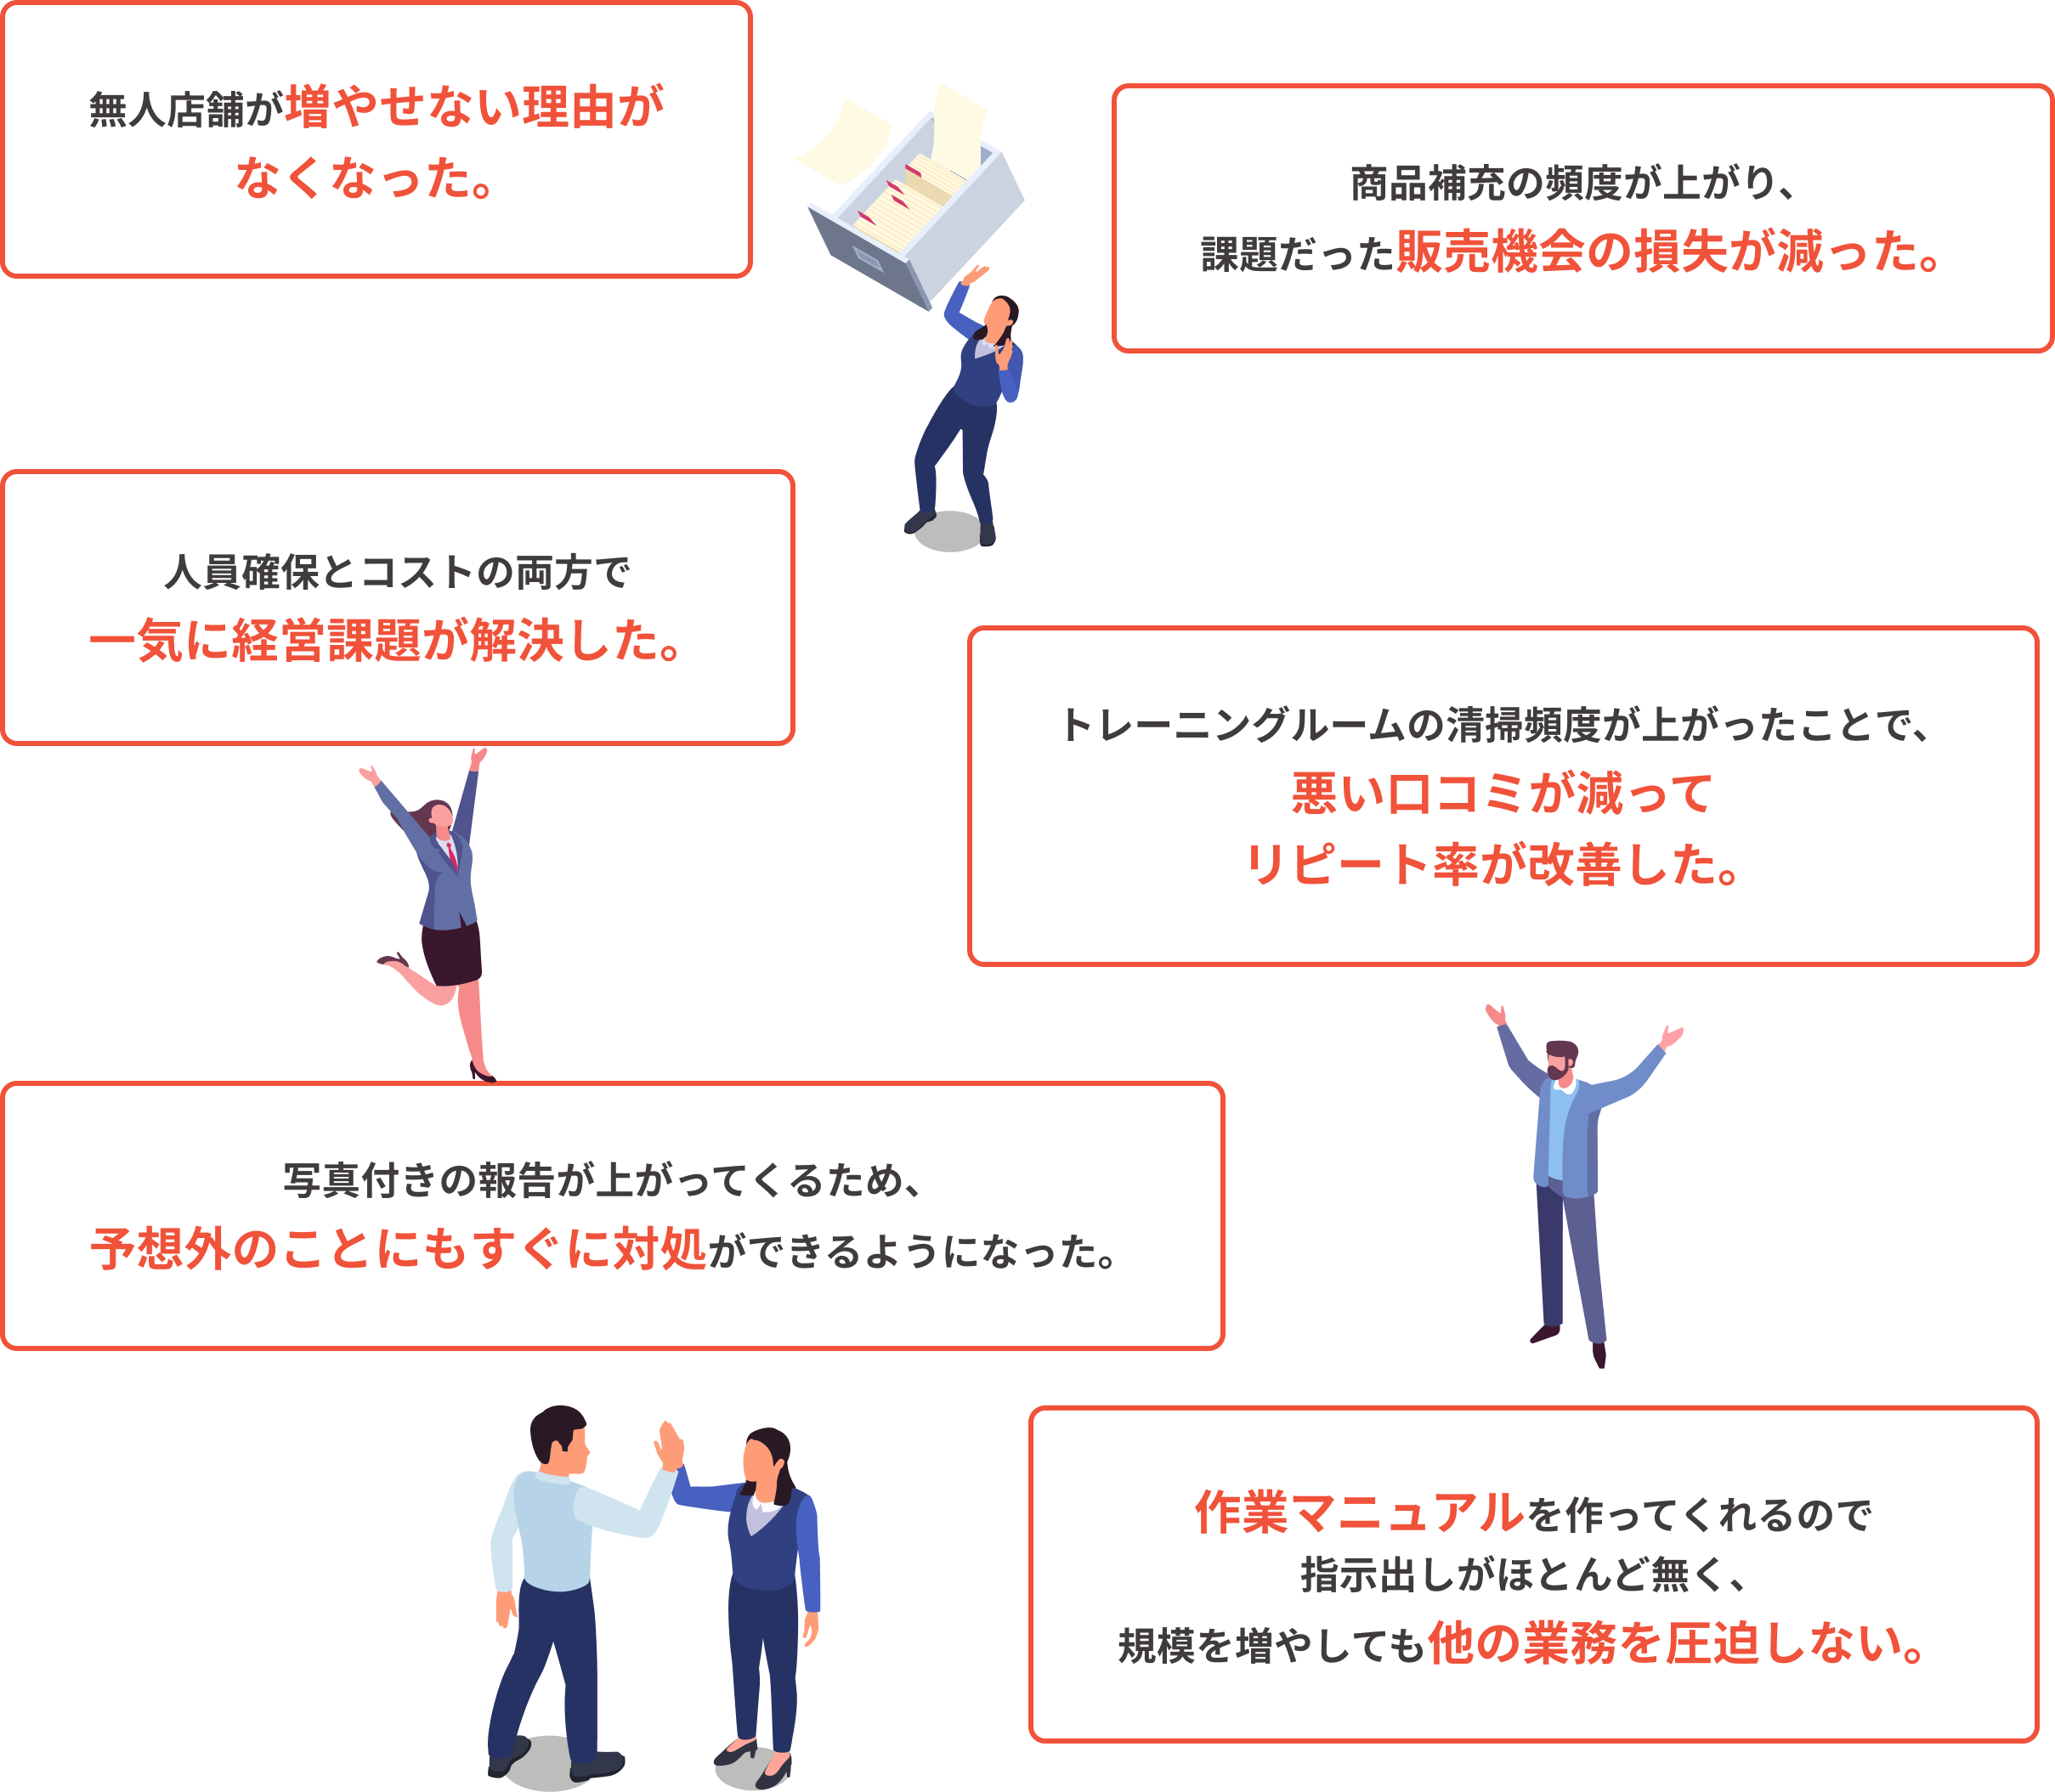 無人店舗が増やせない理由が
なくなった。
商品補充の頻度が上がり、
課題だった販売機会の損失が減った。
人員確保とコストの両方で
一気に経営課題が解決した。
トレーニングルームの清掃頻度が上がったことで、
悪い口コミが減って
リピート率が改善した。
写真付きの報告が上がってくるため、
予想外のことにもすぐに対処ができるようになった。
作業マニュアルを作ってくれるので
指示出しがほとんど無く、
規模を増やしても他の業務を圧迫しない。